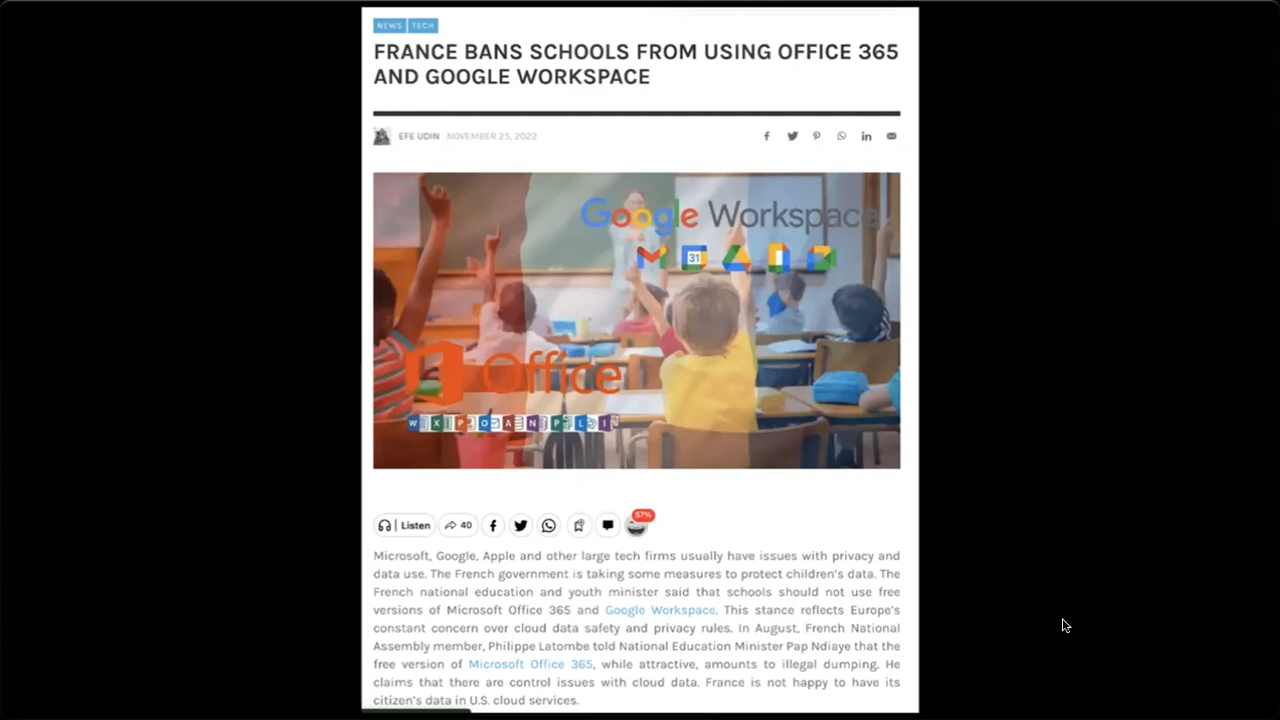 NEWS TECH
FRANCE BANS SCHOOLS FROM USING OFFICE 365
AND GOOGLE WORKSPACE
EFE UDIN NOVEMBER 25, 2022
Google Workspace
31
Office
W X P O A N P L I
Listen 40 57%
Microsoft, Google, Apple and other large tech firms usually have issues with privacy and
data use. The French government is taking some measures to protect children's data. The
French national education and youth minister said that schools should not use free
versions of Microsoft Office 365 and Google Workspace. This stance reflects Europe's
constant concern over cloud data safety and privacy rules. In August, French National
Assembly member, Philippe Latombe told National Education Minister Pap Ndiaye that the
free version of Microsoft Office 365, while attractive, amounts to illegal dumping. He
claims that there are control issues with cloud data. France is not happy to have its
citizen's data in U.S. cloud services.